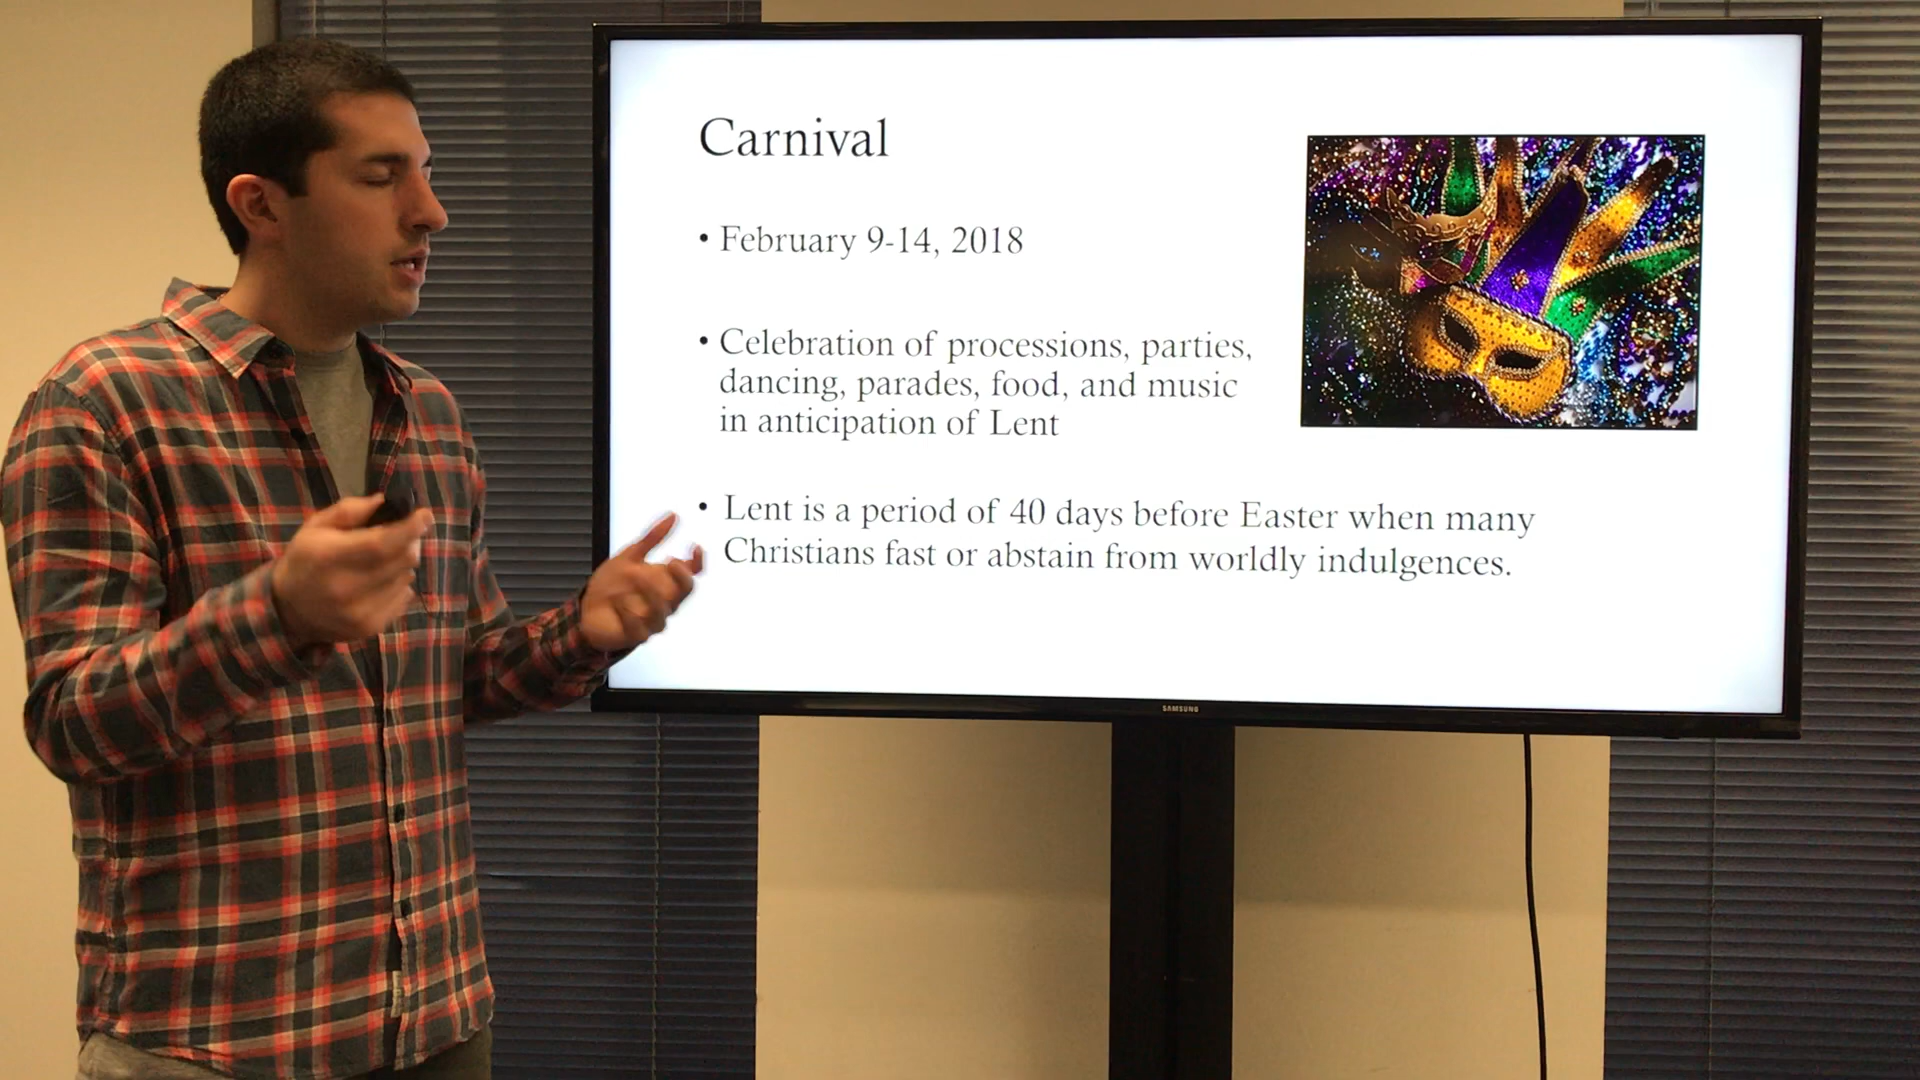 Carnival
• February 9-14, 2018
• Celebration of processions, parties,
dancing, parades, food, and music
in anticipation of Lent
• Lent is a period of 40 days before Easter when many
Christians fast or abstain from worldly indulgences.
SAMSUNG